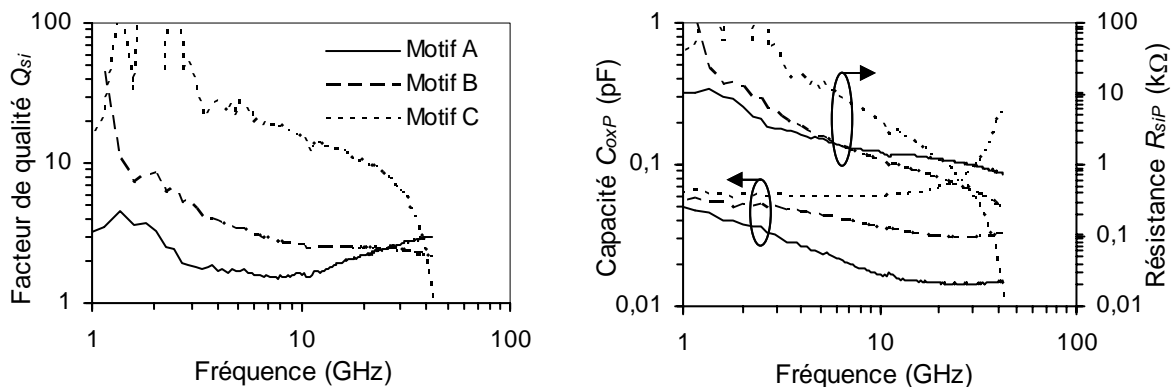 Facteur de qualité Qsi
100
10
1
1
10
100
Fréquence (GHz)
Motif A
Motif B
Motif C
Capacité CoxP (pF)
1
0,1
0,01
1
10
100
Fréquence (GHz)
100
10
1
0,1
0,01
Résistance RsiP (kΩ)